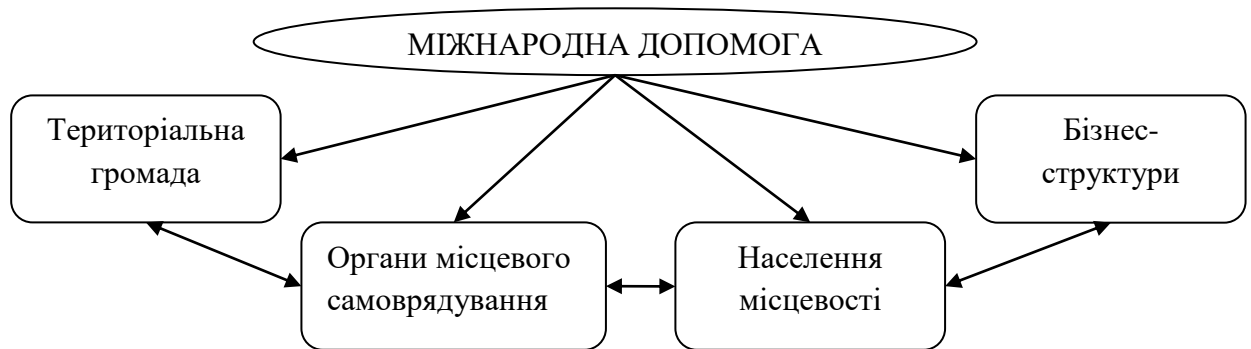 МІЖНАРОДНА ДОПОМОГА
Територіальна
громада
Бізнес-
структури
Органи місцевого
самоврядування
Населення
місцевості